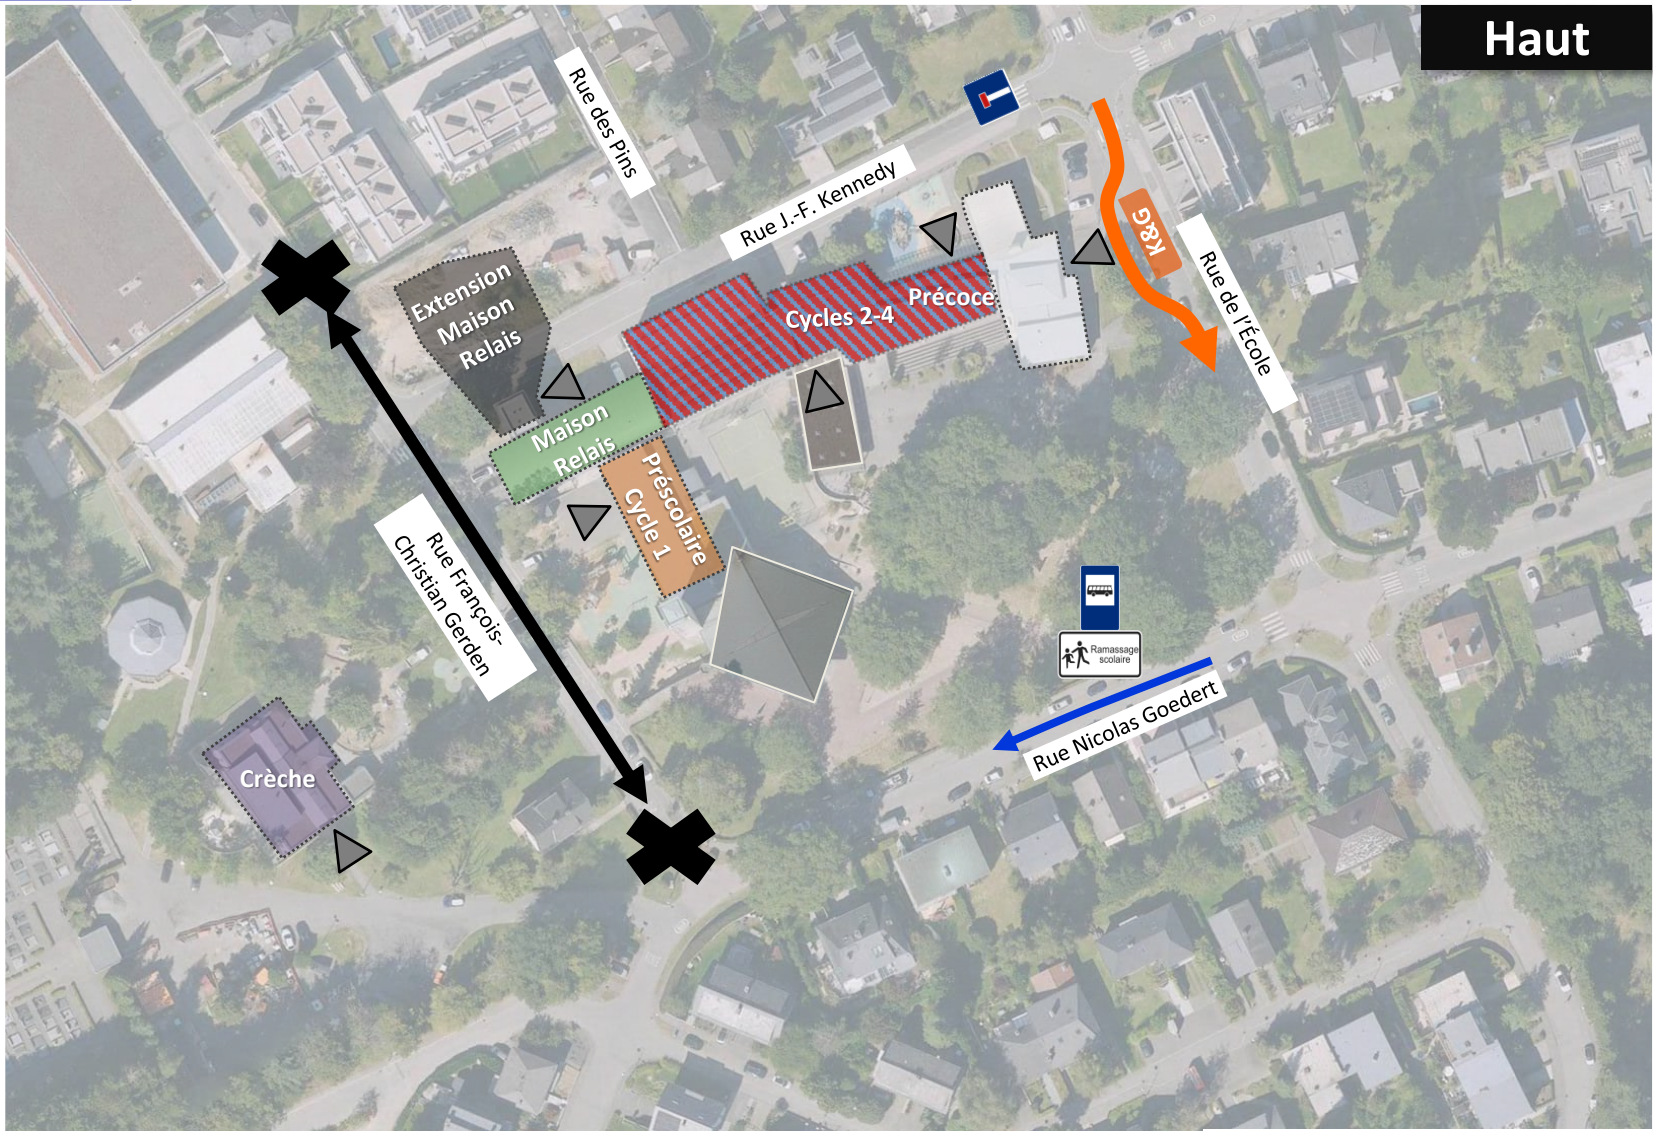 Haut
Rue des Pins
Rue J.-F. Kennedy
K&G
Rue de l'École
Extension
Maison
Relais
Cycles 2-4
Précoce
Maison
Relais
Préscolaire
Cycle 1
Rue François-
Christian Gerden
Ramassage
scolaire
Rue Nicolas Goedert
Crèche